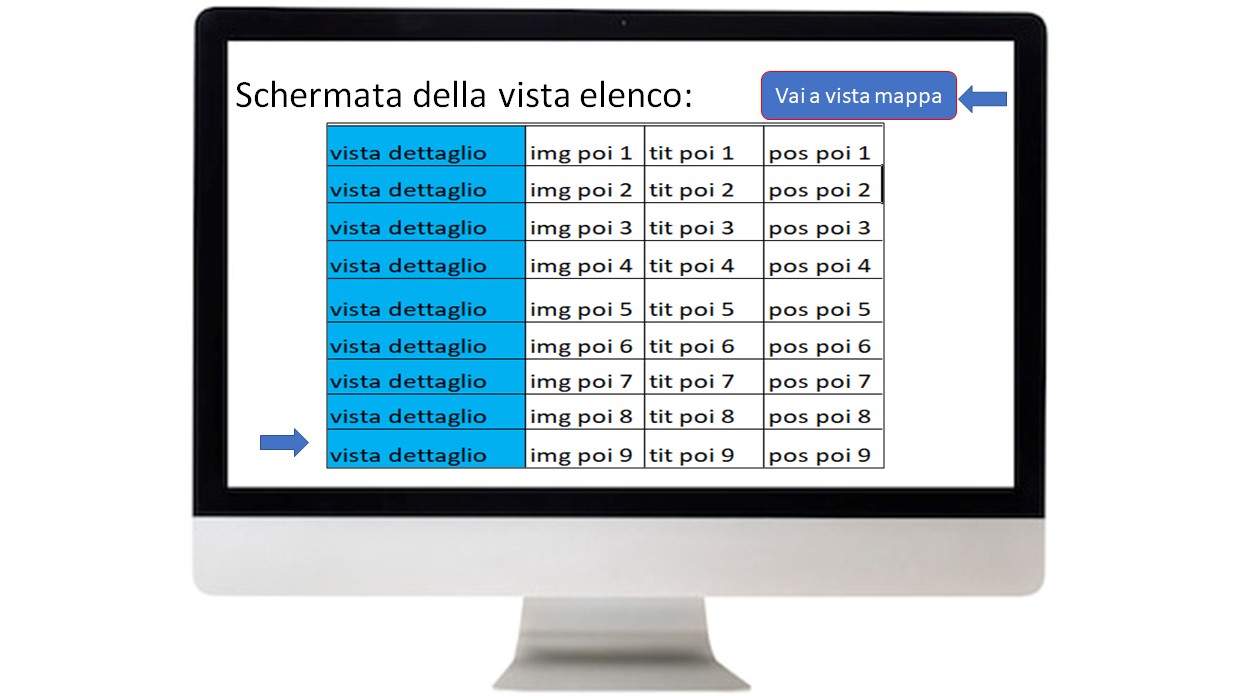 Schermata della vista elenco:
Vai a vista mappa
vista dettaglio img poi 1 tit poi 1 pos poi 1
vista dettaglio img poi 2 tit poi 2 pos poi 2
vista dettaglio img poi 3 tit poi 3 pos poi 3
vista dettaglio img poi 4 tit poi 4 pos poi 4
vista dettaglio img poi 5 tit poi 5 pos poi 5
vista dettaglio img poi 6 tit poi 6 pos poi 6
vista dettaglio img poi 7 tit poi 7 pos poi 7
vista dettaglio img poi 8 tit poi 8 pos poi 8
vista dettaglio img poi 9 tit poi 9 pos poi 9